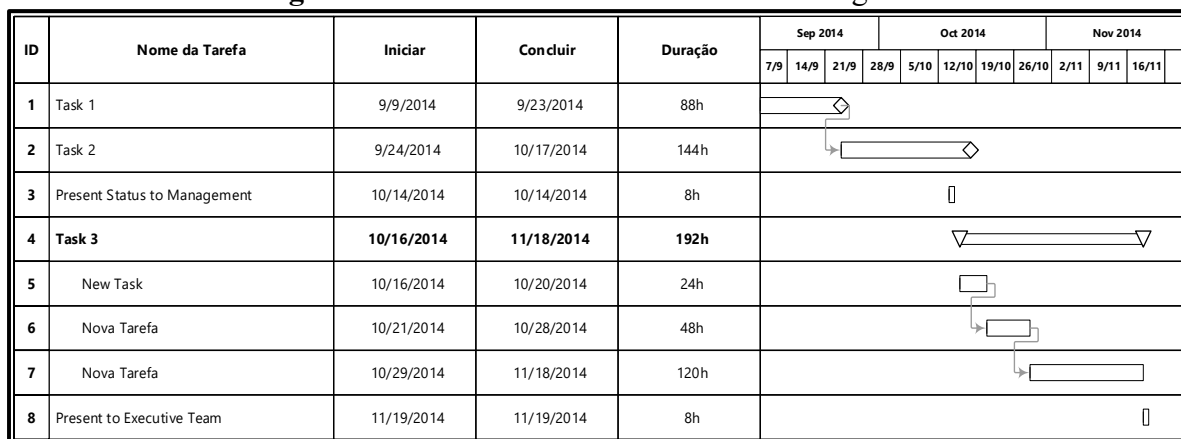 ID Nome da Tarefa Iniciar Concluir Duração Sep 2014 Oct 2014 Nov 2014
7/9 14/9 21/9 28/9 5/10 12/10 19/10 26/10 2/11 9/11 16/11
1 Task 1 9/9/2014 9/23/2014 88h
2 Task 2 9/24/2014 10/17/2014 144h
3 Present Status to Management 10/14/2014 10/14/2014 8h
4 Task 3 10/16/2014 11/18/2014 192h
5 New Task 10/16/2014 10/20/2014 24h
6 Nova Tarefa 10/21/2014 10/28/2014 48h
7 Nova Tarefa 10/29/2014 11/18/2014 120h
8 Present to Executive Team 11/19/2014 11/19/2014 8h